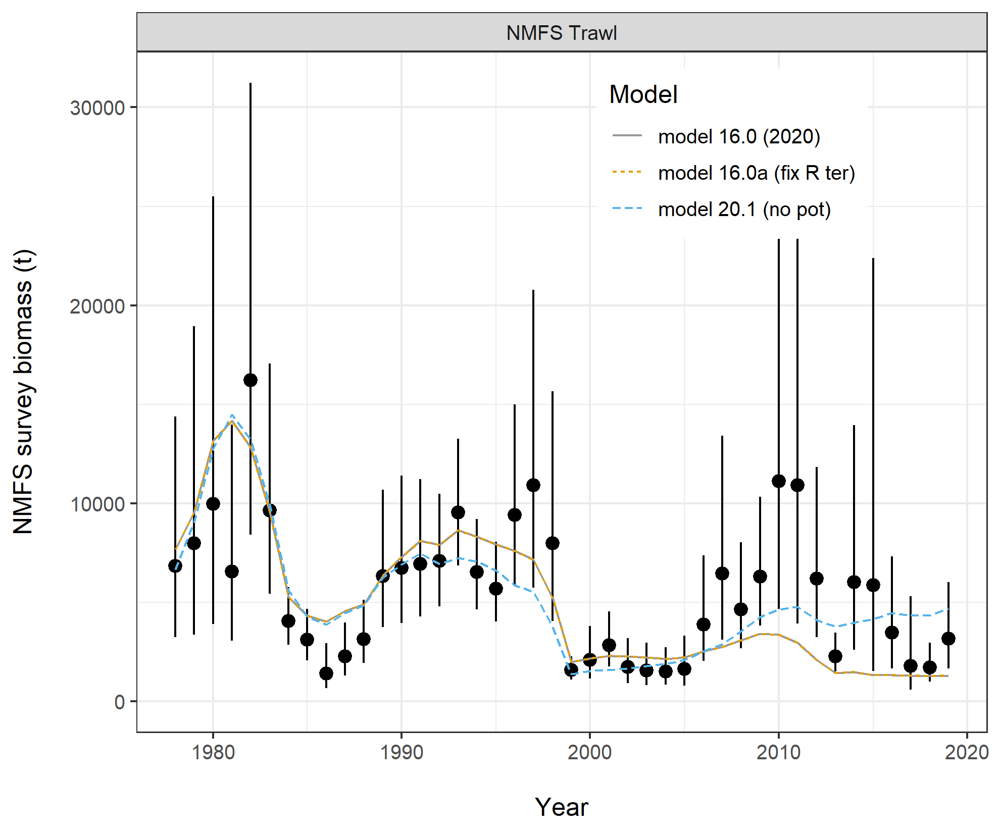 NMFS Trawl
NMFS survey biomass (t)
30000
20000
10000
0
Model
model 16.0 (2020)
model 16.0a (fix R ter)
model 20.1 (no pot)
1980
1990
2000
2010
2020
Year